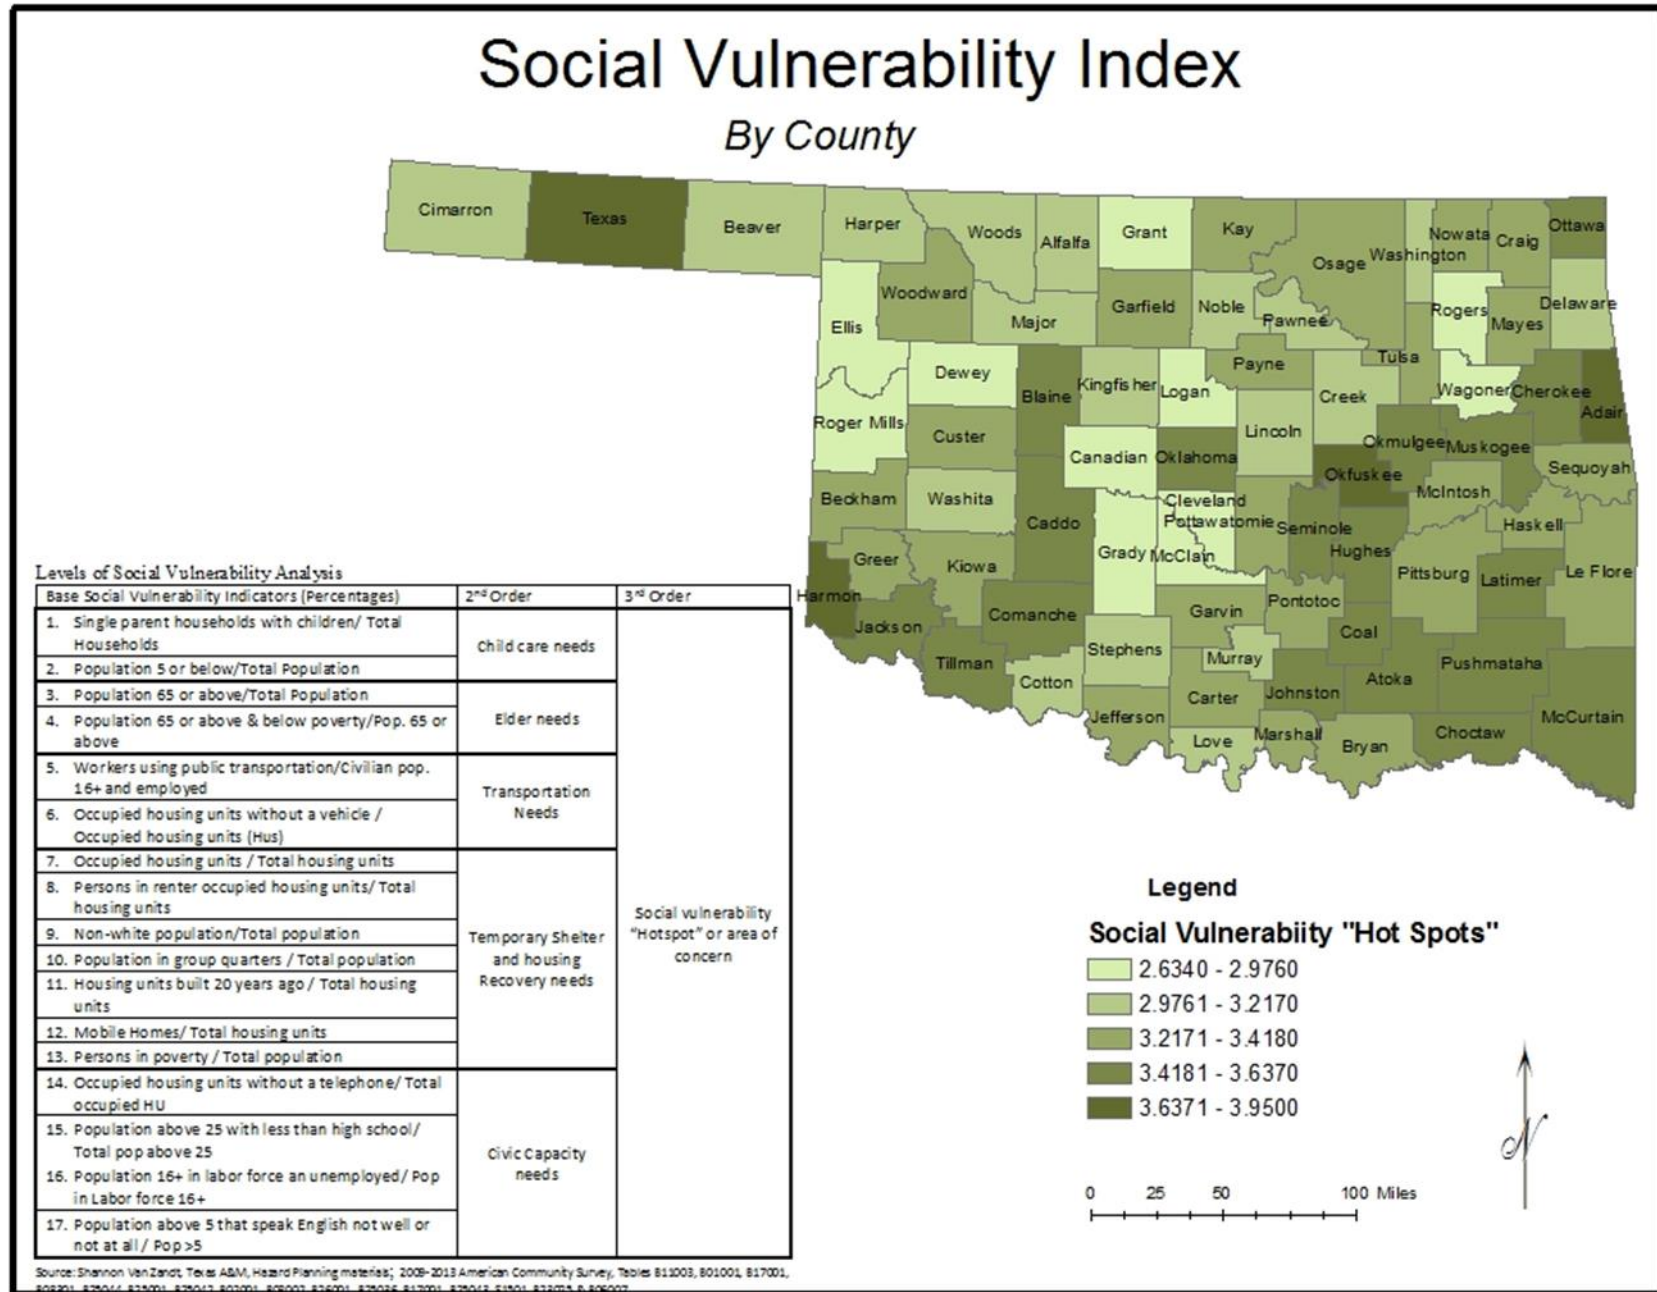 Social Vulnerability Index
By County
Cimarron
Texas
Beaver
Harper
Woods
Alfalfa
Grant
Kay
Osage
Washington
Nowata
Craig
Ottawa
Ellis
Woodward
Major
Garfield
Noble
Pawnee
Rogers
Mayes
Delaware
Dewey
Blaine
Kingfisher
Logan
Payne
Tulsa
Creek
Wagoner
Cherokee
Adair
Roger Mills
Custer
Canadian
Oklahoma
Lincoln
Okmulgee
Muskogee
Okfuskee
Sequoyah
McIntosh
Beckham
Washita
Caddo
Cleveland
Pottawatomie
Seminole
Haskell
Grady
McClain
Hughes
Greer
Kiowa
Pittsburg
Latimer
Le Flore
Harmon
Jackson
Comanche
Garvin
Pontotoc
Coal
Tillman
Stephens
Murray
Pushmataha
Atoka
Cotton
Carter
Johnston
McCurtain
Jefferson
Love
Marshall
Bryan
Choctaw
Levels of Social Vulnerability Analysis
Base Social Vulnerability Indicators (Percentages)
2nd Order
3rd Order
1. Single parent households with children/ Total
Households
2. Population 5 or below/Total Population
Child care needs
3. Population 65 or above/Total Population
4. Population 65 or above & below poverty/Pop. 65 or
above
Elder needs
5. Workers using public transportation/Civilian pop.
16+ and employed
6. Occupied housing units without a vehicle /
Occupied housing units (Hus)
Transportation
Needs
7. Occupied housing units / Total housing units
8. Persons in renter occupied housing units/ Total
housing units
9. Non-white population/Total population
10. Population in group quarters / Total population
11. Housing units built 20 years ago / Total housing
units
12. Mobile Homes/ Total housing units
13. Persons in poverty / Total population
Temporary Shelter
and housing
Recovery needs
14. Occupied housing units without a telephone/ Total
occupied HU
15. Population above 25 with less than high school/
Total pop above 25
16. Population 16+ in labor force an unemployed/ Pop
in Labor force 16+
17. Population above 5 that speak English not well or
not at all / Pop >5
Civic Capacity
needs
Social vulnerability
"Hotspot" or area of
concern
Source: Shannon Van Zandt, Texas A&M, Hazard Planning materials; 2009-2013 American Community Survey, Tables B11003, B01001, B17001,
Legend
Social Vulnerabiity "Hot Spots"
2.6340 - 2.9760
2.9761 - 3.2170
3.2171 - 3.4180
3.4181 - 3.6370
3.6371 - 3.9500
0 25 50 100 Miles
N